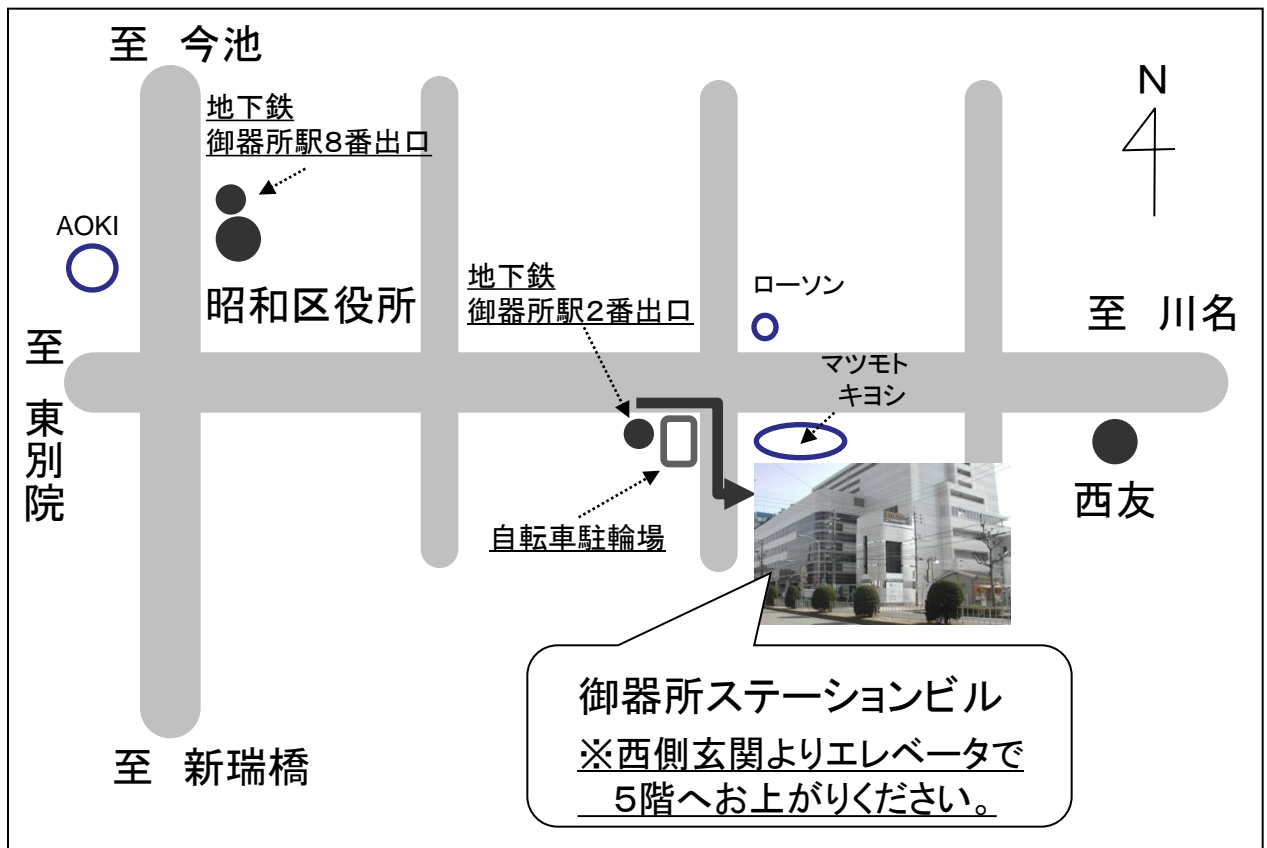 至　今池
N
地下鉄
御器所駅8番出口
AOKI
昭和区役所
地下鉄
御器所駅2番出口
ローソン
至　川名
至　東別院
マツモト
キヨシ
西友
自転車駐輪場
御器所ステーションビル
※西側玄関よりエレベータで
５階へお上がりください。
至　新瑞橋